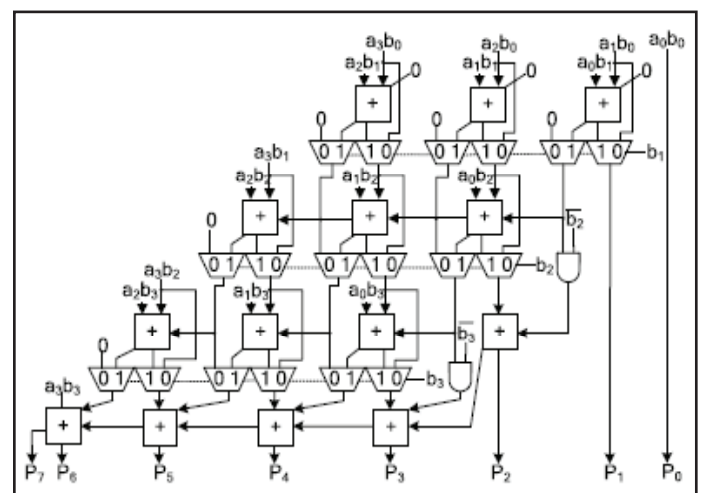 a₃b₀ a₂b₀ a₁b₀ a₀b₀
a₂b₁ 0 a₁b₁ 0 a₀b₁ 0
+ + +
0 0 0
0 1 1 0 0 1 1 0 0 1 1 0 b₁
a₃b₁
a₂b₂ a₁b₂ a₀b₂
0 + + + b̅₂
0 1 1 0 0 1 1 0 0 1 1 0 b₂
a₃b₂
a₂b₃ a₁b₃ a₀b₃
0 + + + b̅₃ +
0 1 1 0 0 1 1 0 0 1 1 0 b₃
a₃b₃
+ + + +
P₇ P₆ P₅ P₄ P₃ P₂ P₁ P₀